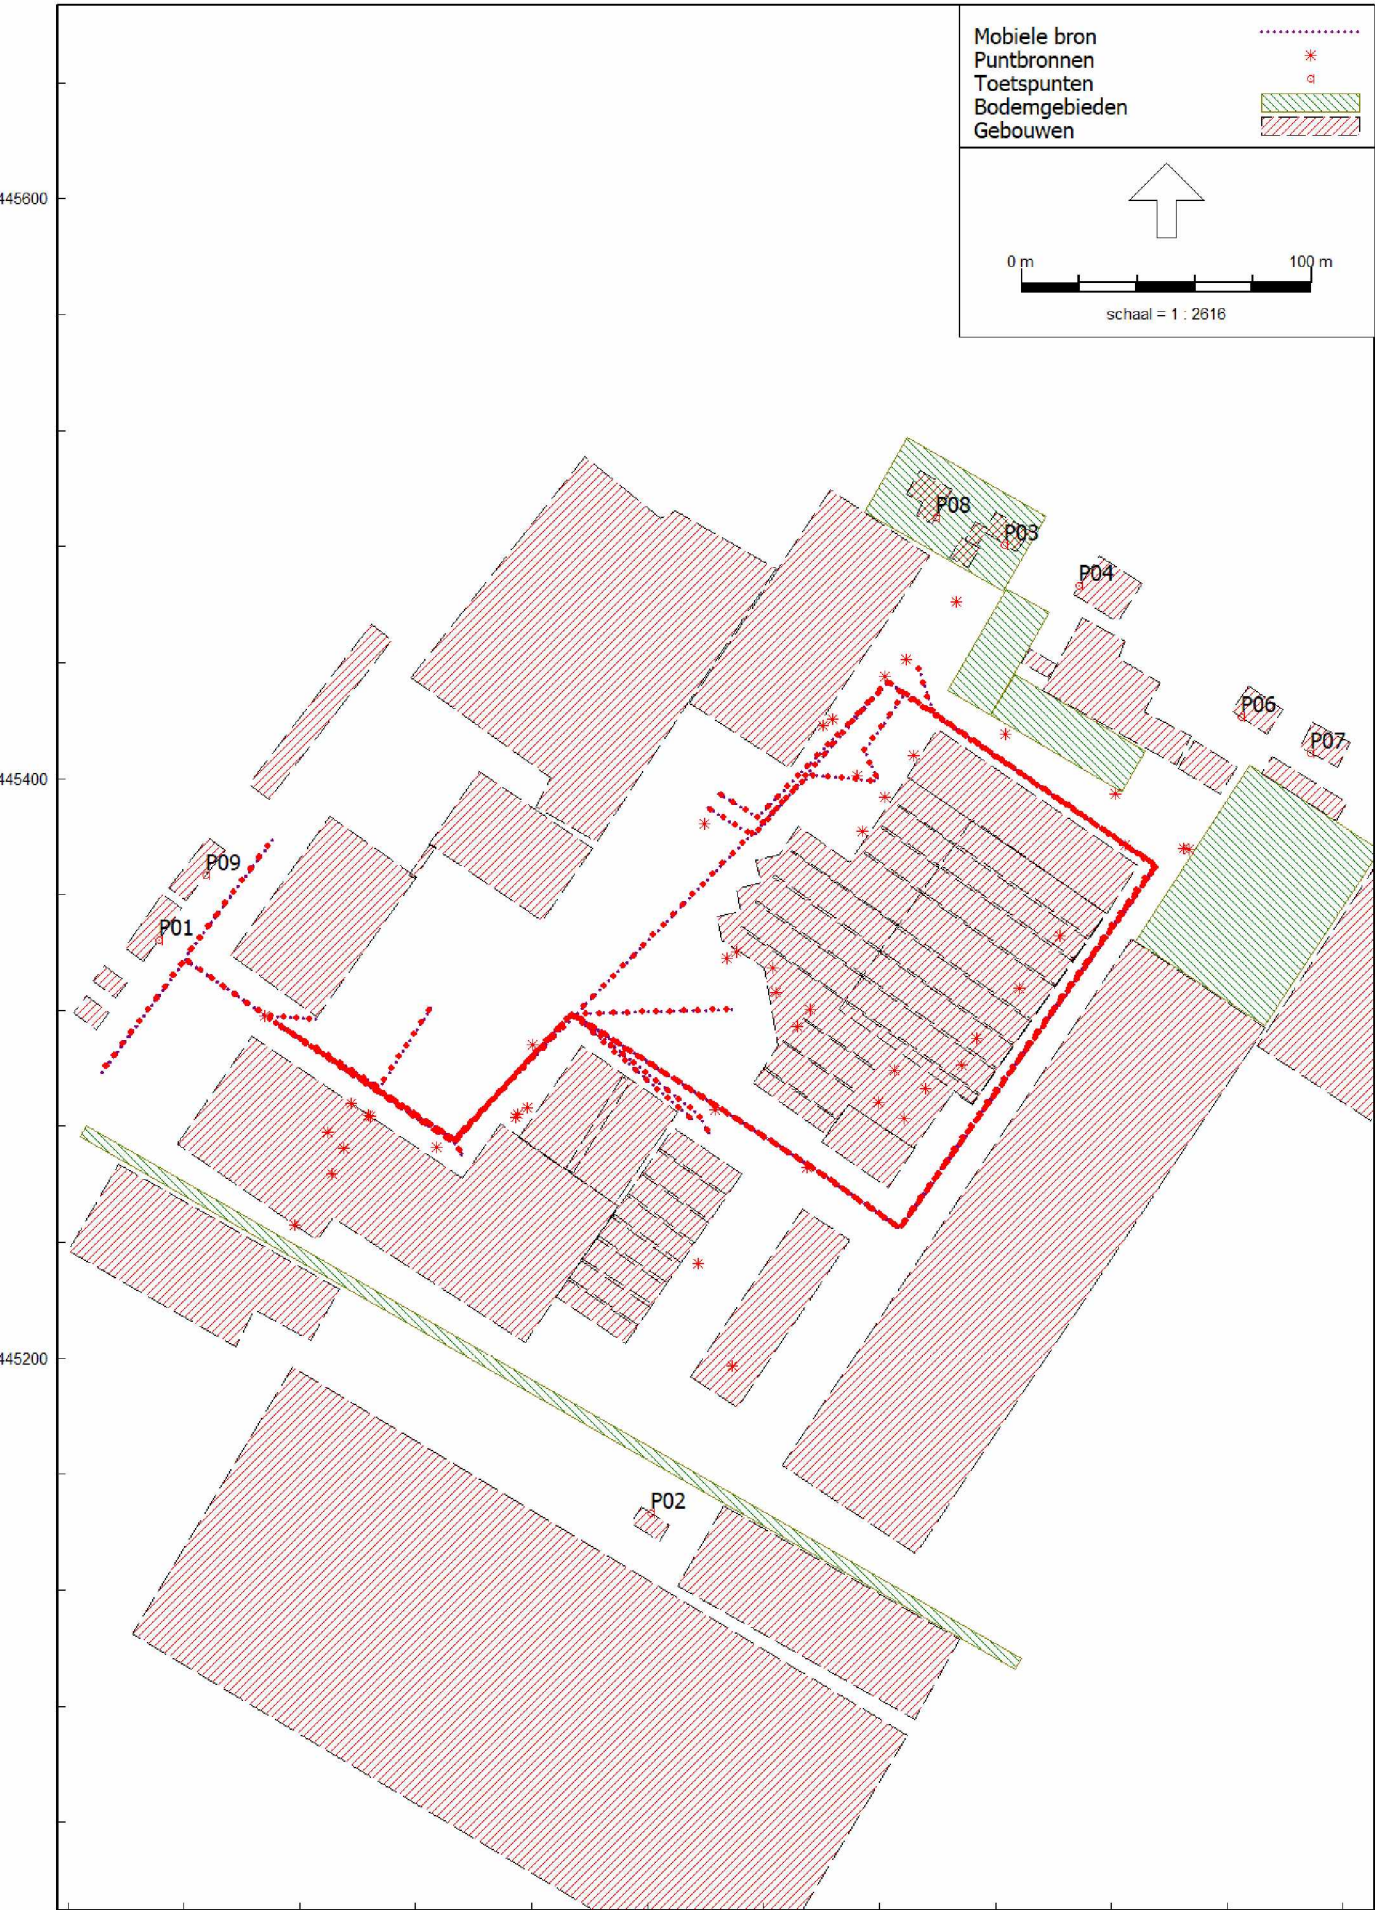 Mobiele bron
Puntbronnen
Toetspunten
Bodemgebieden
Gebouwen
445600
0 m 100 m
schaal = 1 : 2616
P08
P03
P04
P06
P07
445400
P09
P01
445200
P02